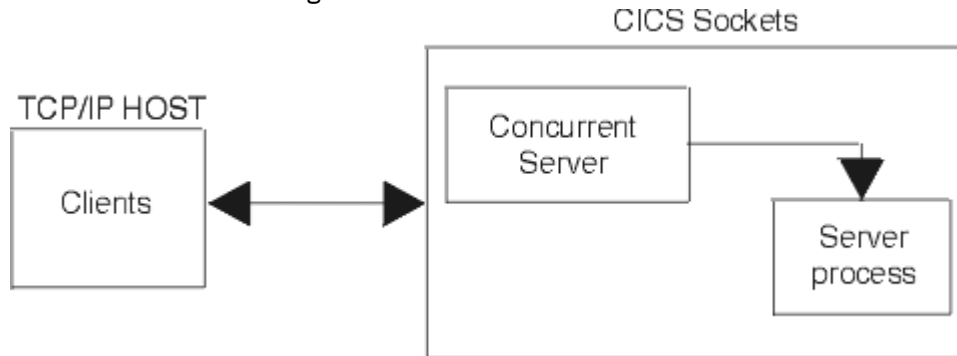 CICS Sockets
TCP/IP HOST
Clients
Concurrent
Server
Server
process